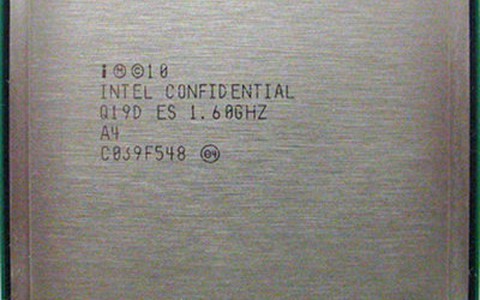 i Ⓜ ©10
INTEL CONFIDENTIAL
Q19D ES 1.60GHZ
A4
C039F548 e4